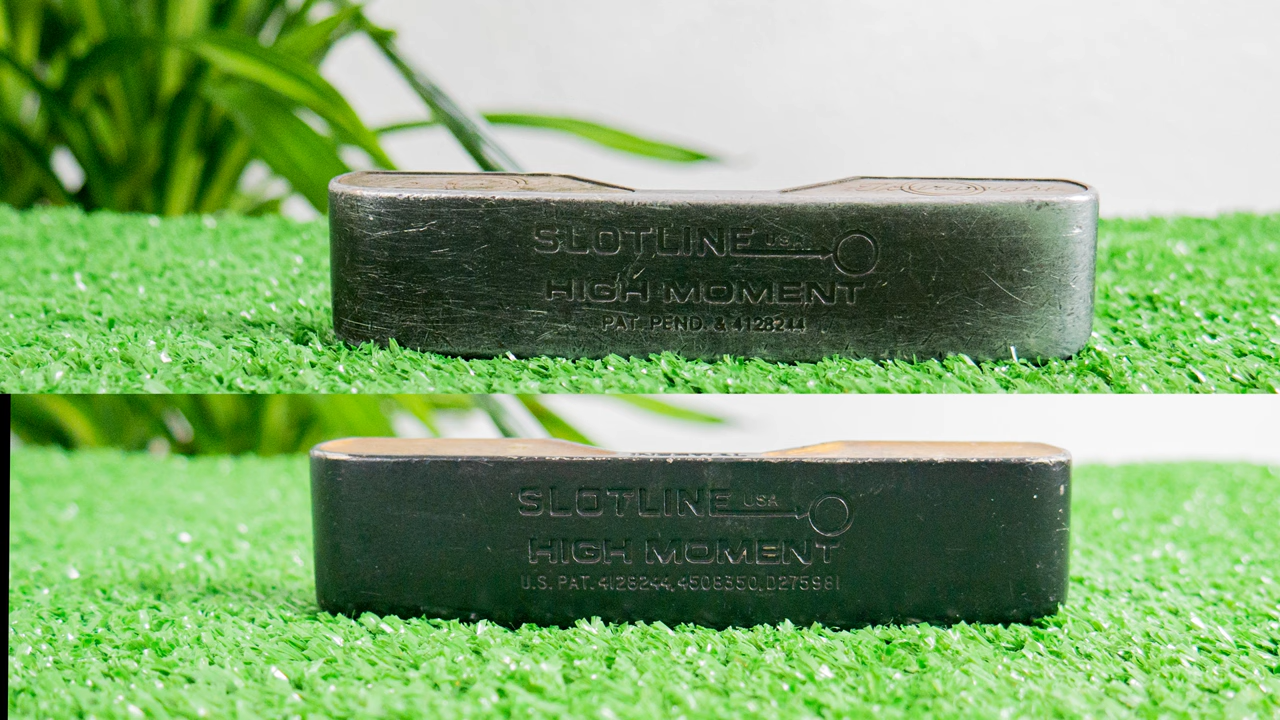 SLOTLINE USA
HIGH MOMENT
PAT. PEND. & 4128244
SLOTLINE USA
HIGH MOMENT
U.S. PAT. 4128244, 4508350, D275981